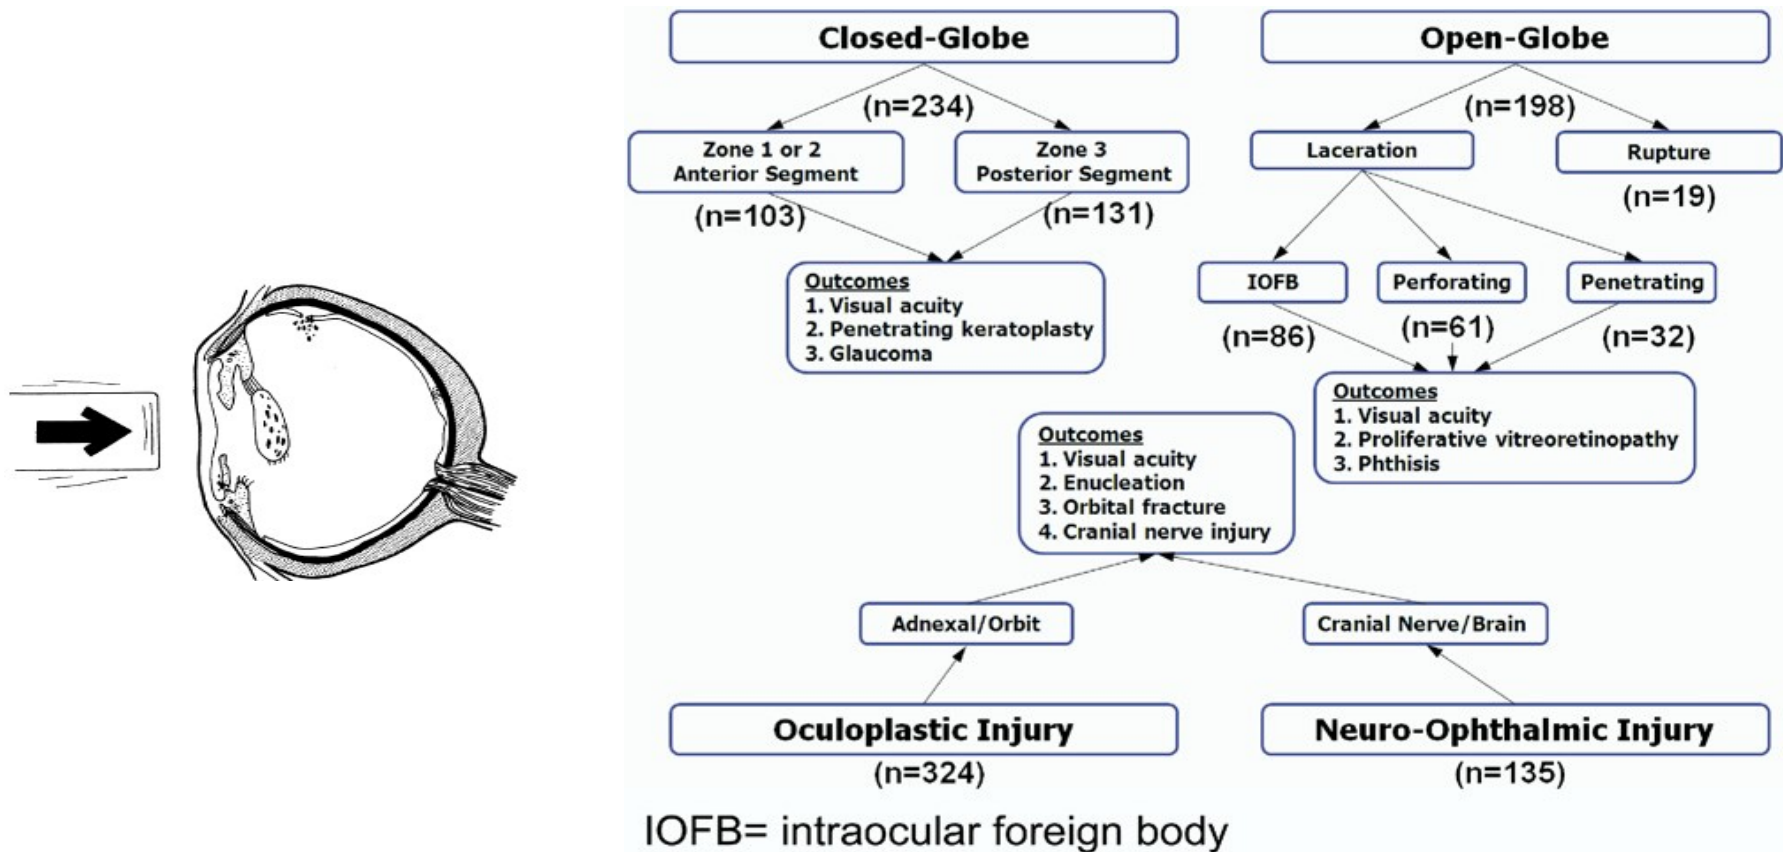 Closed-Globe
(n=234)
Zone 1 or 2
Anterior Segment
Zone 3
Posterior Segment
(n=103)
(n=131)
Outcomes
1. Visual acuity
2. Penetrating keratoplasty
3. Glaucoma
Open-Globe
(n=198)
Laceration
Rupture
(n=19)
IOFB
Perforating
Penetrating
(n=86)
(n=61)
(n=32)
Outcomes
1. Visual acuity
2. Proliferative vitreoretinopathy
3. Phthisis
Outcomes
1. Visual acuity
2. Enucleation
3. Orbital fracture
4. Cranial nerve injury
Adnexal/Orbit
Cranial Nerve/Brain
Oculoplastic Injury
(n=324)
Neuro-Ophthalmic Injury
(n=135)
IOFB= intraocular foreign body